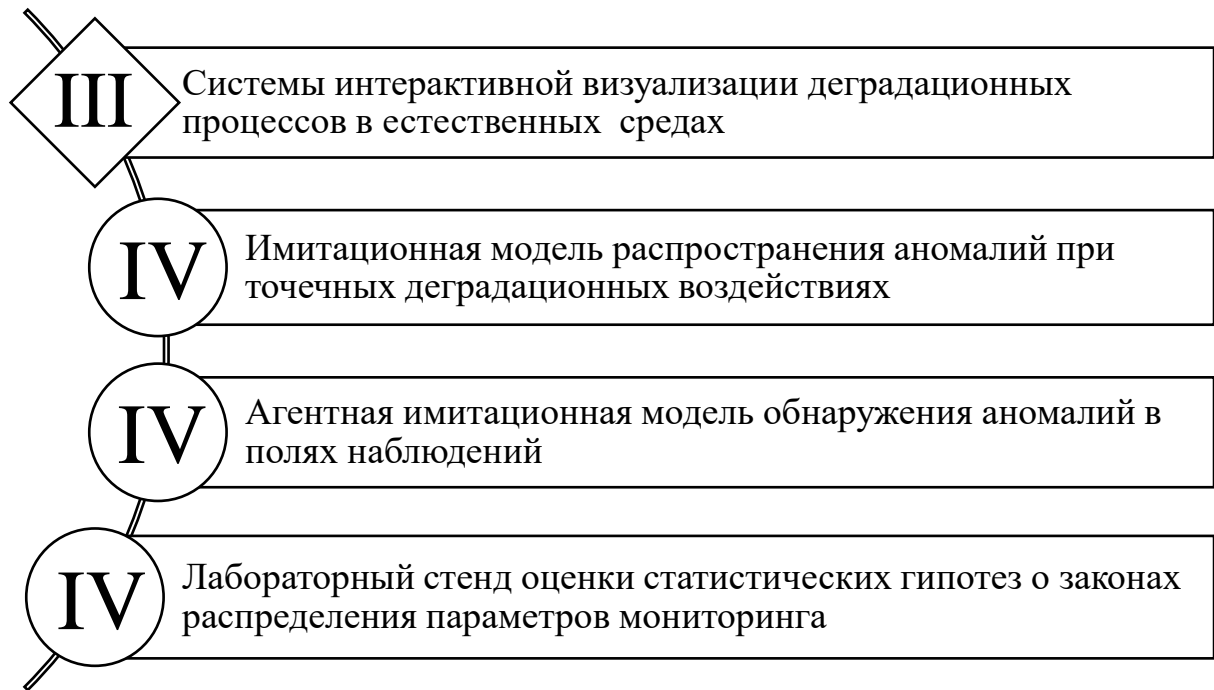 III
Системы интерактивной визуализации деградационных
процессов в естественных  средах
IV
Имитационная модель распространения аномалий при
точечных деградационных воздействиях
IV
Агентная имитационная модель обнаружения аномалий в
полях наблюдений
IV
Лабораторный стенд оценки статистических гипотез о законах
распределения параметров мониторинга